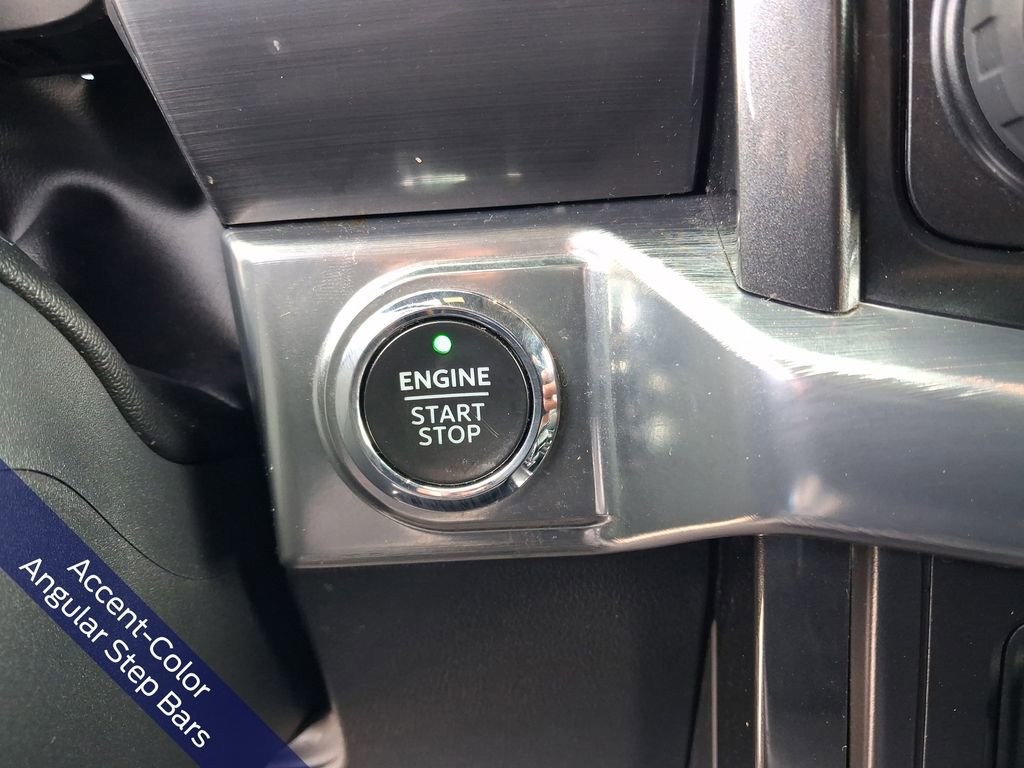 ENGINE
START
STOP
Accent-Color
Angular Step Bars